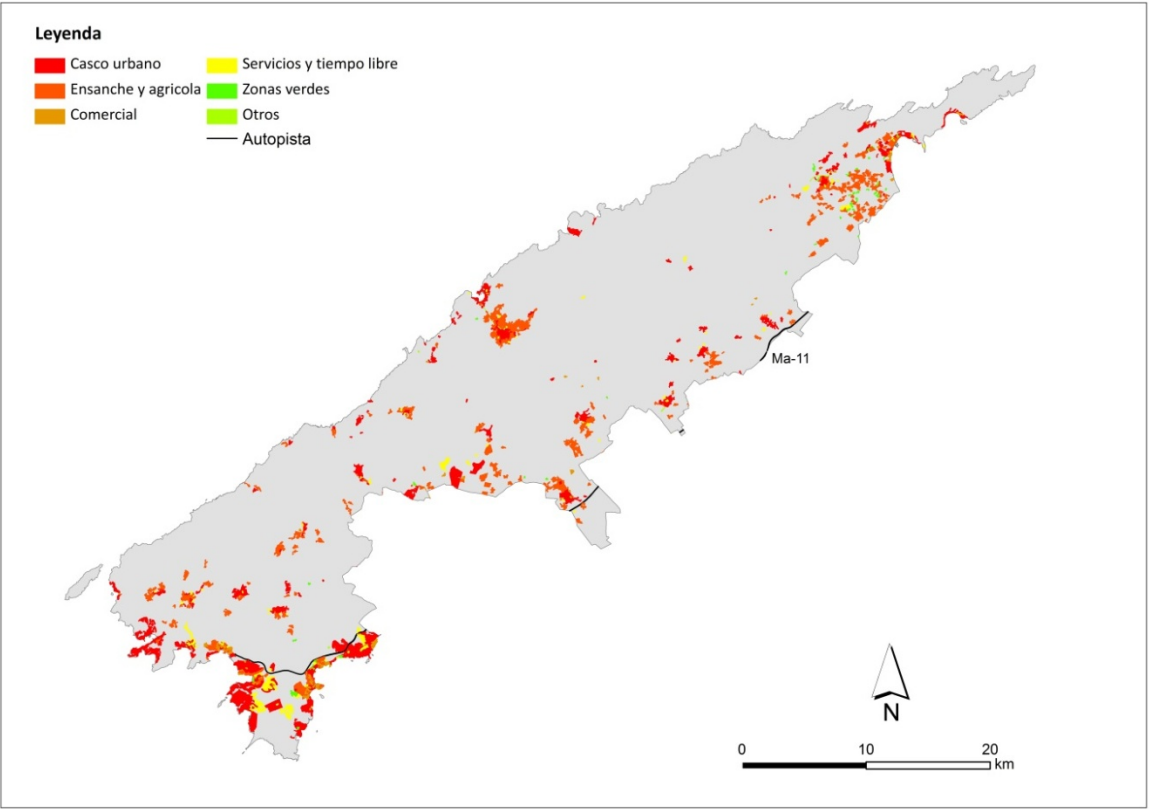 Leyenda
Casco urbano
Servicios y tiempo libre
Ensanche y agricola
Zonas verdes
Comercial
Otros
Autopista
Ma-11
N
0 10 20
km